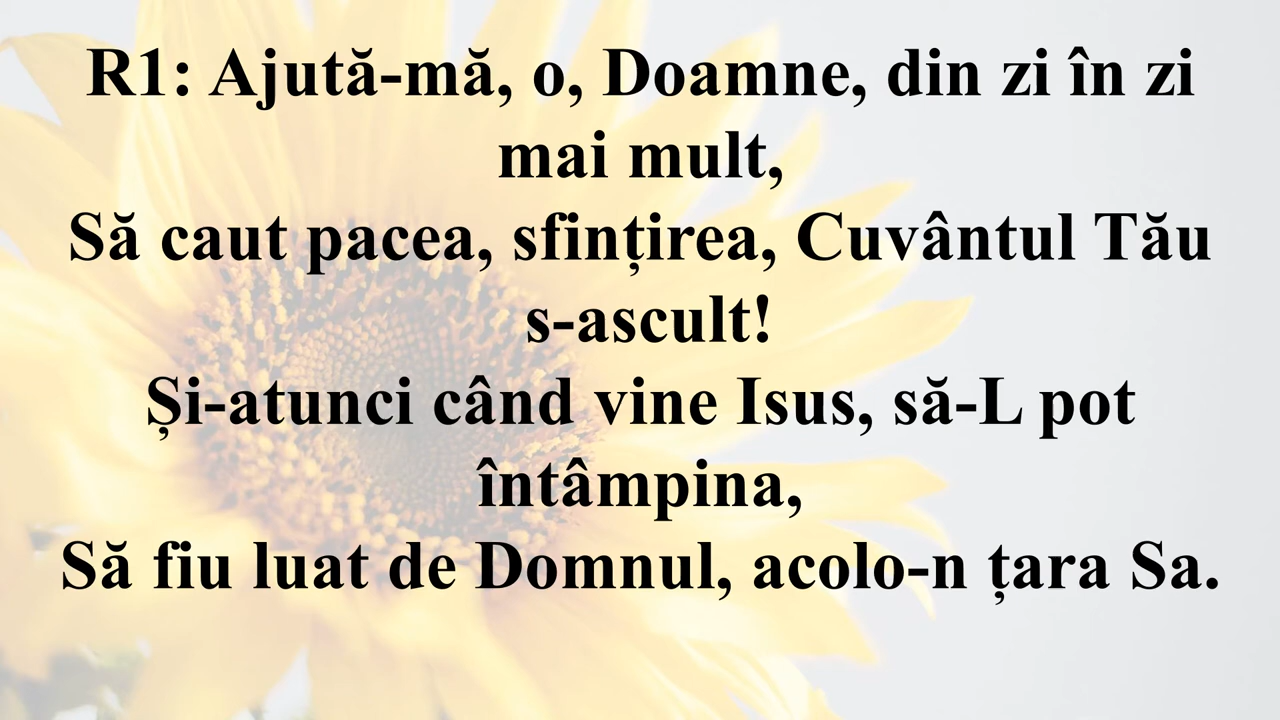 R1: Ajută-mă, o, Doamne, din zi în zi
mai mult,
Să caut pacea, sfințirea, Cuvântul Tău
s-ascult!
Și-atunci când vine Isus, să-L pot
întâmpina,
Să fiu luat de Domnul, acolo-n țara Sa.